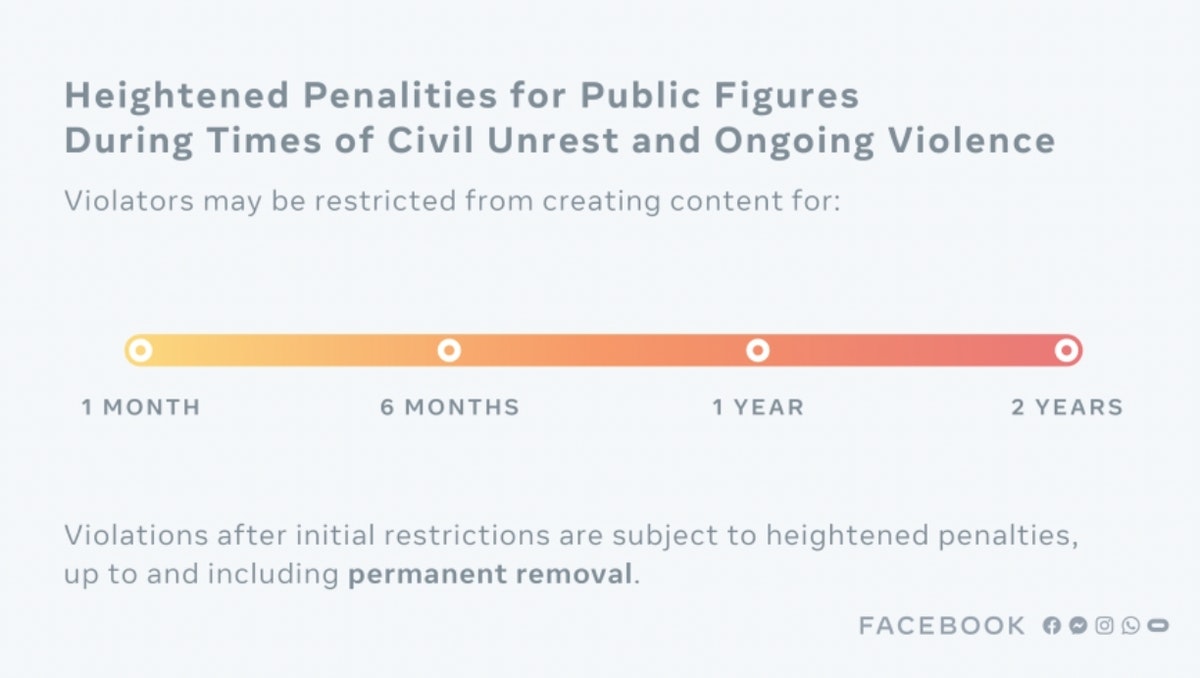 Heightened Penalities for Public Figures
During Times of Civil Unrest and Ongoing Violence
Violators may be restricted from creating content for:
1 MONTH
6 MONTHS
1 YEAR
2 YEARS
Violations after initial restrictions are subject to heightened penalties,
up to and including permanent removal.
FACEBOOK